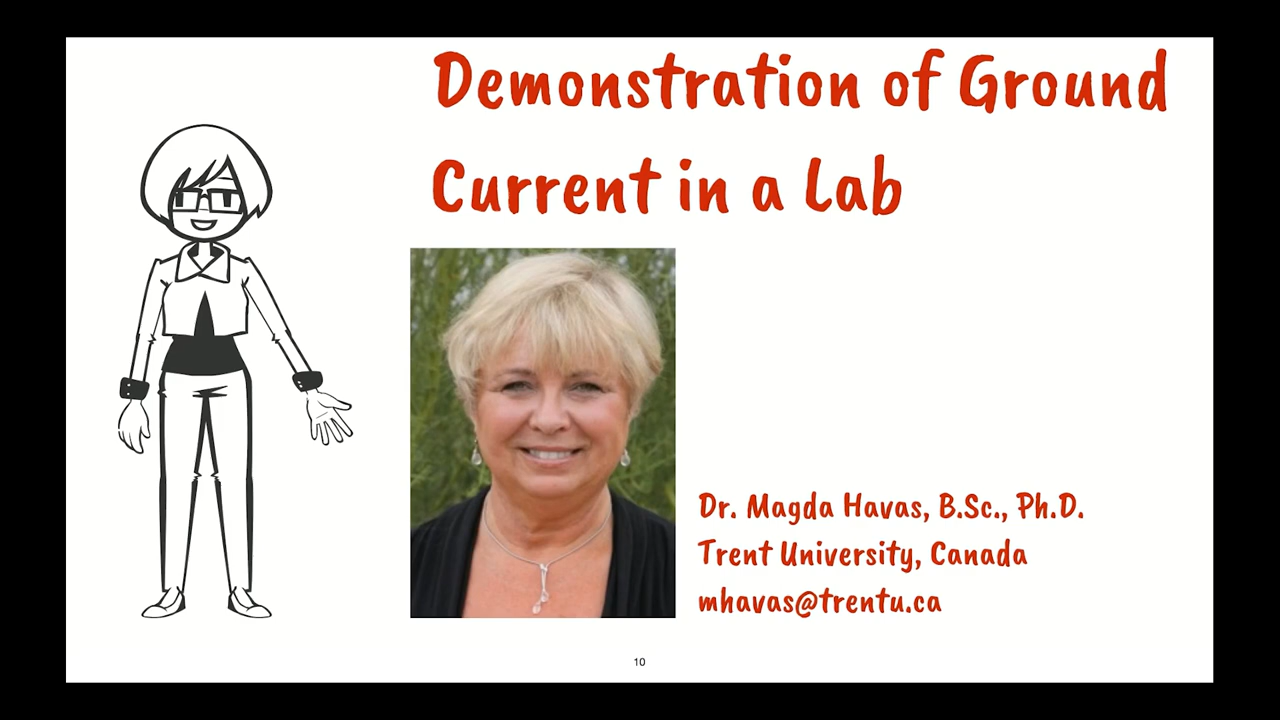 Demonstration of Ground
Current in a Lab
Dr. Magda Havas, B.Sc., Ph.D.
Trent University, Canada
mhavas@trentu.ca
10